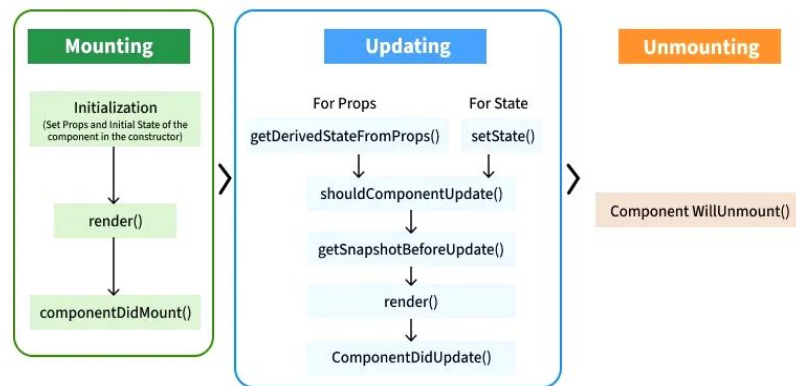 Mounting
Initialization
(Set Props and Initial State of the
component in the constructor)
render()
componentDidMount()
Updating
For Props
For State
getDerivedStateFromProps()
setState()
shouldComponentUpdate()
getSnapshotBeforeUpdate()
render()
ComponentDidUpdate()
Unmounting
Component WillUnmount()